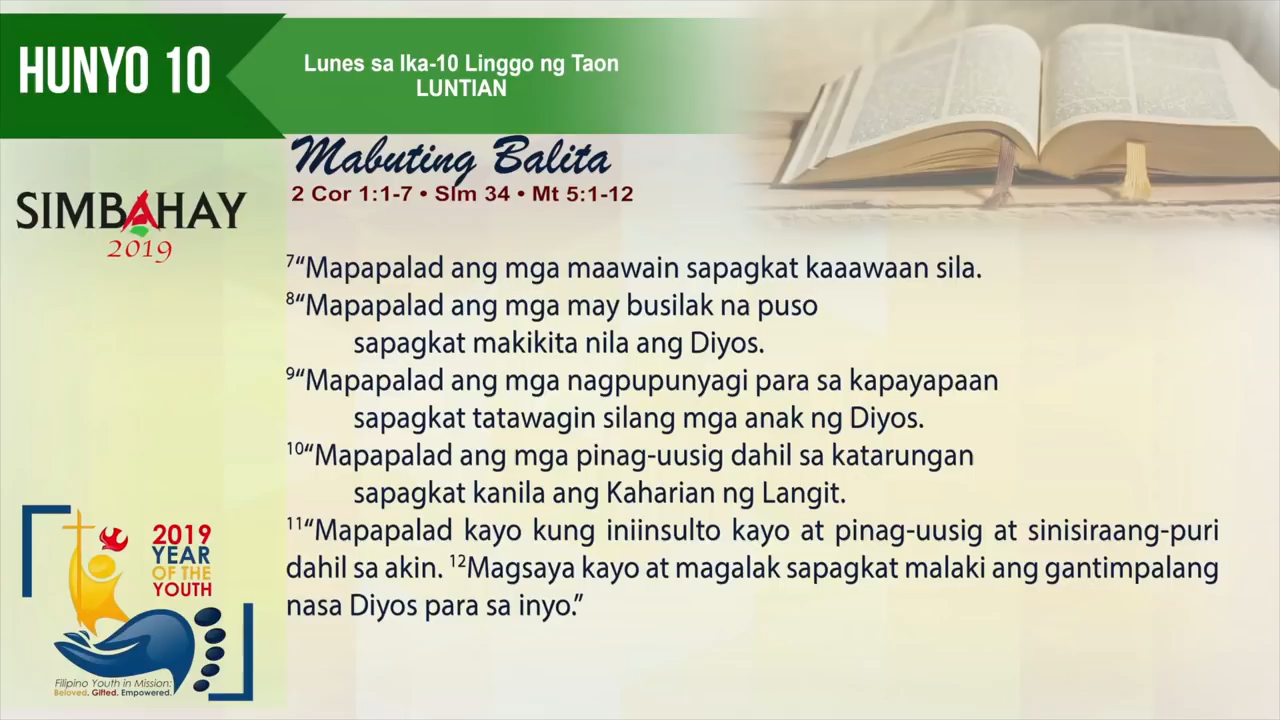 HUNYO 10
Lunes sa Ika-10 Linggo ng Taon
LUNTIAN
Mabuting Balita
2 Cor 1:1-7 • Slm 34 • Mt 5:1-12
SIMBAHAY
2019
7“Mapapalad ang mga maawain sapagkat kaaawaan sila.
8“Mapapalad ang mga may busilak na puso
sapagkat makikita nila ang Diyos.
9“Mapapalad ang mga nagpupunyagi para sa kapayapaan
sapagkat tatawagin silang mga anak ng Diyos.
10“Mapapalad ang mga pinag-uusig dahil sa katarungan
sapagkat kanila ang Kaharian ng Langit.
11“Mapapalad kayo kung iniinsulto kayo at pinag-uusig at sinisiraang-puri
dahil sa akin. 12Magsaya kayo at magalak sapagkat malaki ang gantimpalang
nasa Diyos para sa inyo.”
2019
YEAR
OF THE
YOUTH
Filipino Youth in Mission:
Beloved. Gifted. Empowered.